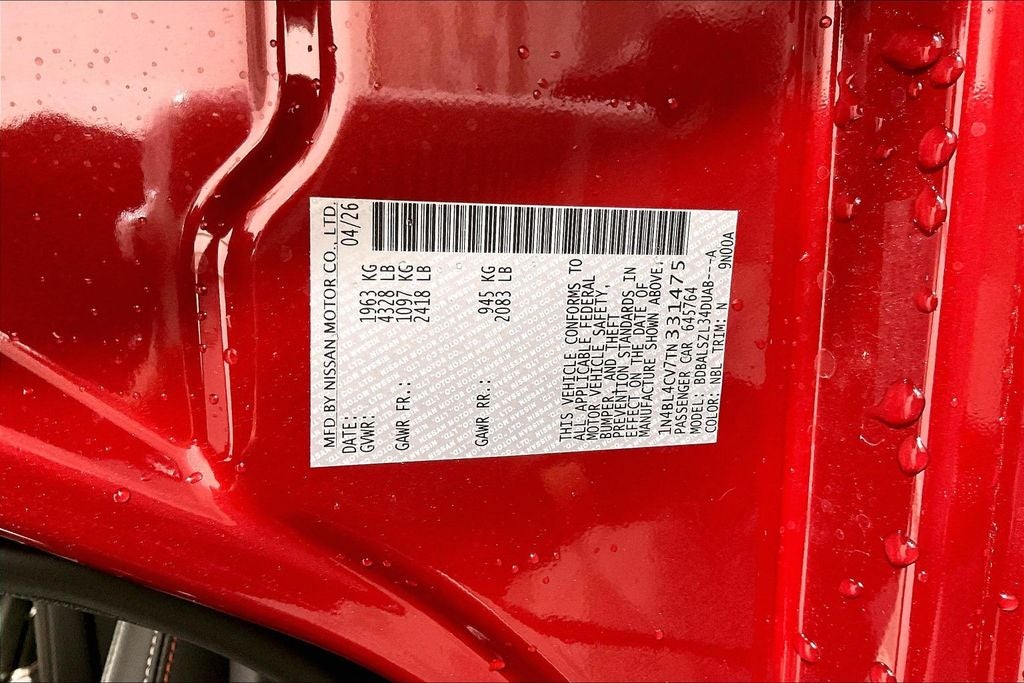 MFD BY NISSAN MOTOR CO., LTD.
DATE: 04/26
GVWR: 1963 KG
4328 LB
GAWR FR.: 1097 KG
2418 LB
GAWR RR.: 945 KG
2083 LB
THIS VEHICLE CONFORMS TO
ALL APPLICABLE FEDERAL
MOTOR VEHICLE SAFETY,
BUMPER, AND THEFT
PREVENTION STANDARDS IN
EFFECT ON THE DATE OF
MANUFACTURE SHOWN ABOVE.
1N4BL4CV7TN331475
PASSENGER CAR 645764
MODEL: BDBALSZL34DUAB---A
COLOR: NBL TRIM: N 9N00A